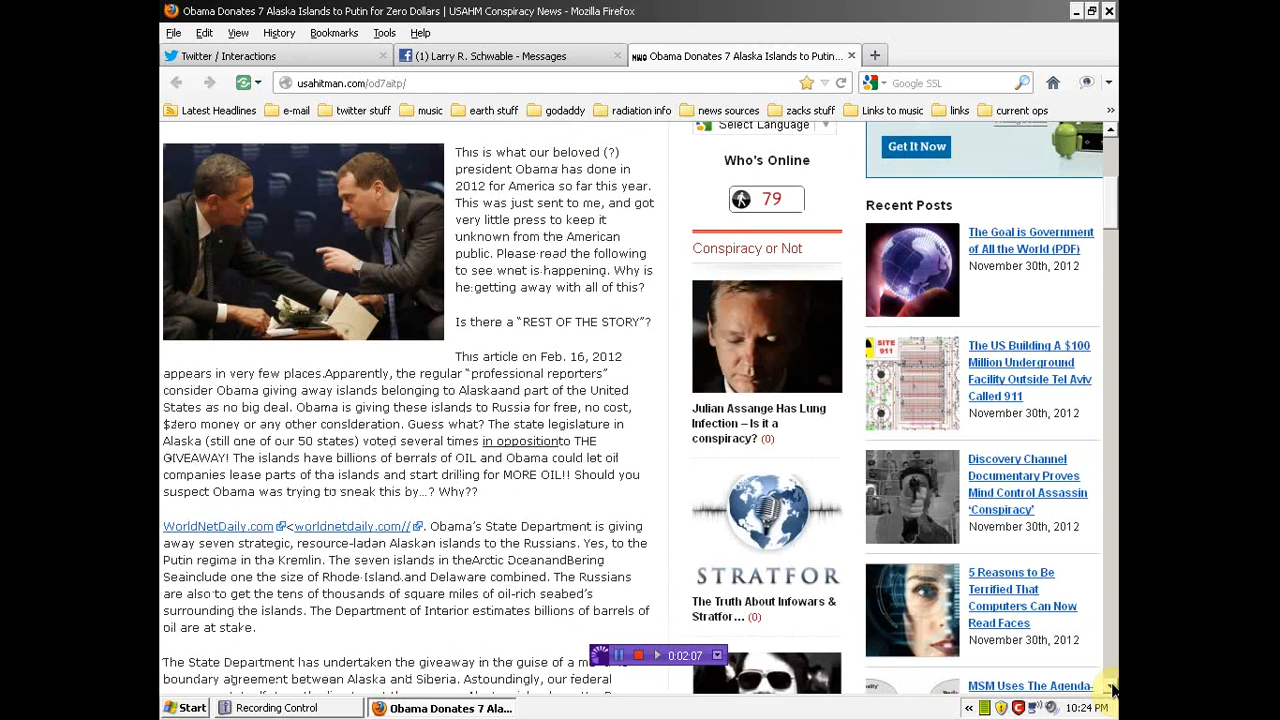 Obama Donates 7 Alaska Islands to Putin for Zero Dollars | USAHM Conspiracy News - Mozilla Firefox
File Edit View History Bookmarks Tools Help
Twitter / Interactions
(1) Larry R. Schwable - Messages
NWO Obama Donates 7 Alaska Islands to Putin...
usahitman.com/od7aitp/
Google SSL
Latest Headlines e-mail twitter stuff music earth stuff godaddy radiation info news sources zacks stuff Links to music links current ops
This is what our beloved (?)
president Obama has done in
2012 for America so far this year.
This was just sent to me, and got
very little press to keep it
unknown from the American
public. Please read the following
to see wnet is happening. Why is
he getting away with all of this?
Is there a “REST OF THE STORY”?
This article on Feb. 16, 2012
appears in very few places.Apparently, the regular “professional reporters”
consider Obama giving away islands belonging to Alaskaand part of the United
States as no big deal. Obama is giving these islands to Russia for free, no cost,
$zero money or any other consideration. Guess what? The state legislature in
Alaska (still one of our 50 states) voted several times in oppositionto THE
GIVEAWAY! The islands have billions of berrals of OIL and Obama could let oil
companies lease parts of tha islands and start drilling for MORE OIL!! Should you
suspect Obama was trying to sneak this by…? Why??
WorldNetDaily.com <worldnetdaily.com// . Obama’s State Department is giving
away seven strategic, resource-ladan Alaskan islands to the Russians. Yes, to the
Putin regima in tha Kremlin. The seven islands in theArctic OceanandBering
Seainclude one the size of Rhode Island and Delaware combined. The Russians
are also to get the tens of thousands of square miles of oil-rich seabed’s
surrounding the islands. The Department of Interior estimates billions of barrels of
oil are at stake.
The State Department has undertaken the giveaway in the guise of a
boundary agreement between Alaska and Siberia. Astoundingly, our federal
Select Language
Who's Online
79
Conspiracy or Not
Julian Assange Has Lung
Infection – Is it a
conspiracy? (0)
STRATFOR
The Truth About Infowars &
Stratfor… (0)
Get It Now
Recent Posts
The Goal is Government
of All the World (PDF)
November 30th, 2012
SITE
911
The US Building A $100
Million Underground
Facility Outside Tel Aviv
Called 911
November 30th, 2012
Discovery Channel
Documentary Proves
Mind Control Assassin
‘Conspiracy’
November 30th, 2012
5 Reasons to Be
Terrified That
Computers Can Now
Read Faces
November 30th, 2012
MSM Uses The Agenda-
0:02:07
Start
Recording Control
Obama Donates 7 Ala...
10:24 PM